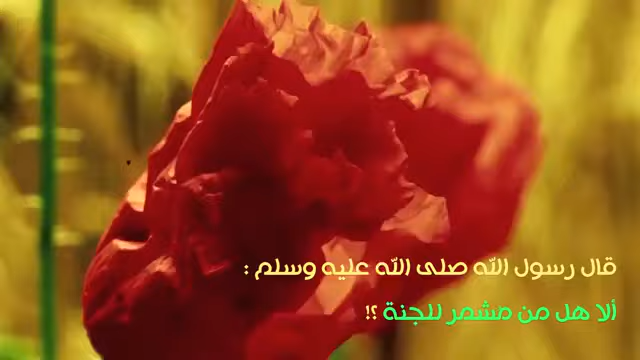 قال رسول الله صلى الله عليه وسلم :
ألا هل من مشمر للجنة ؟!